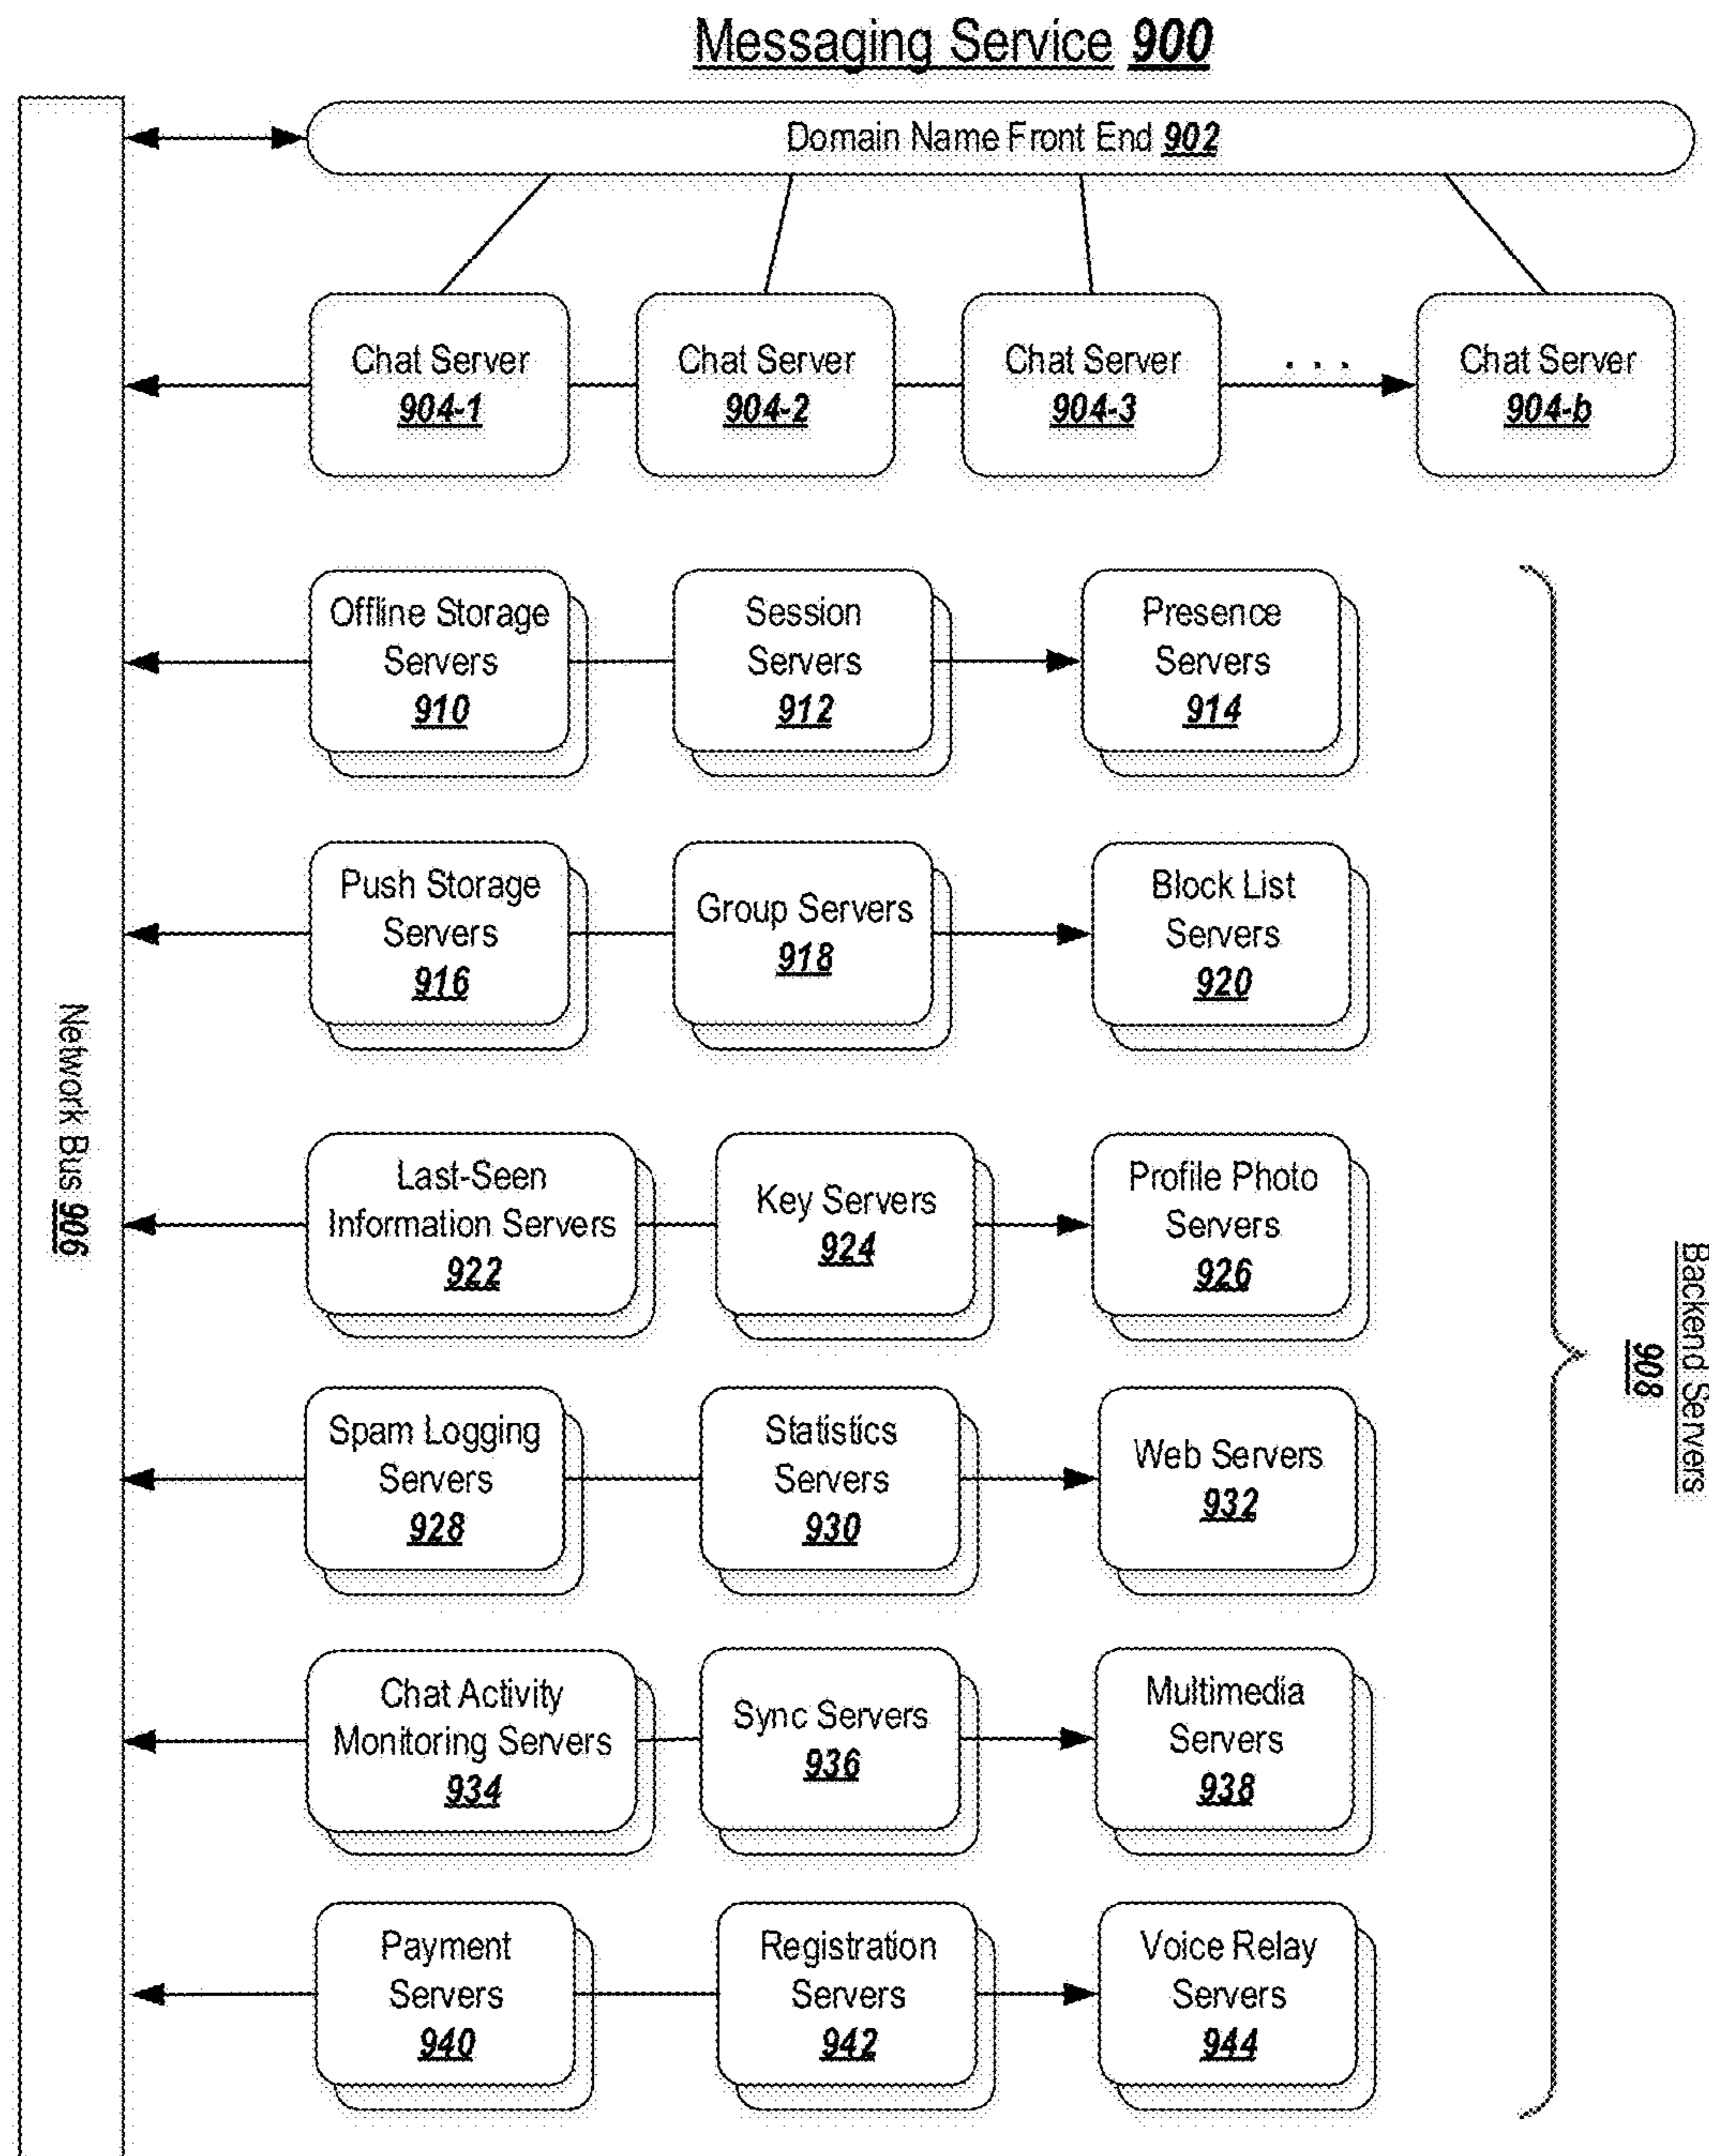 Messaging Service 900
Domain Name Front End 902
Chat Server
904-1
Chat Server
904-2
Chat Server
904-3
. . .
Chat Server
904-b
Offline Storage
Servers
910
Session
Servers
912
Presence
Servers
914
Push Storage
Servers
916
Group Servers
918
Block List
Servers
920
Network Bus 906
Last-Seen
Information Servers
922
Key Servers
924
Profile Photo
Servers
926
Backend Servers
908
Spam Logging
Servers
928
Statistics
Servers
930
Web Servers
932
Chat Activity
Monitoring Servers
934
Sync Servers
936
Multimedia
Servers
938
Payment
Servers
940
Registration
Servers
942
Voice Relay
Servers
944